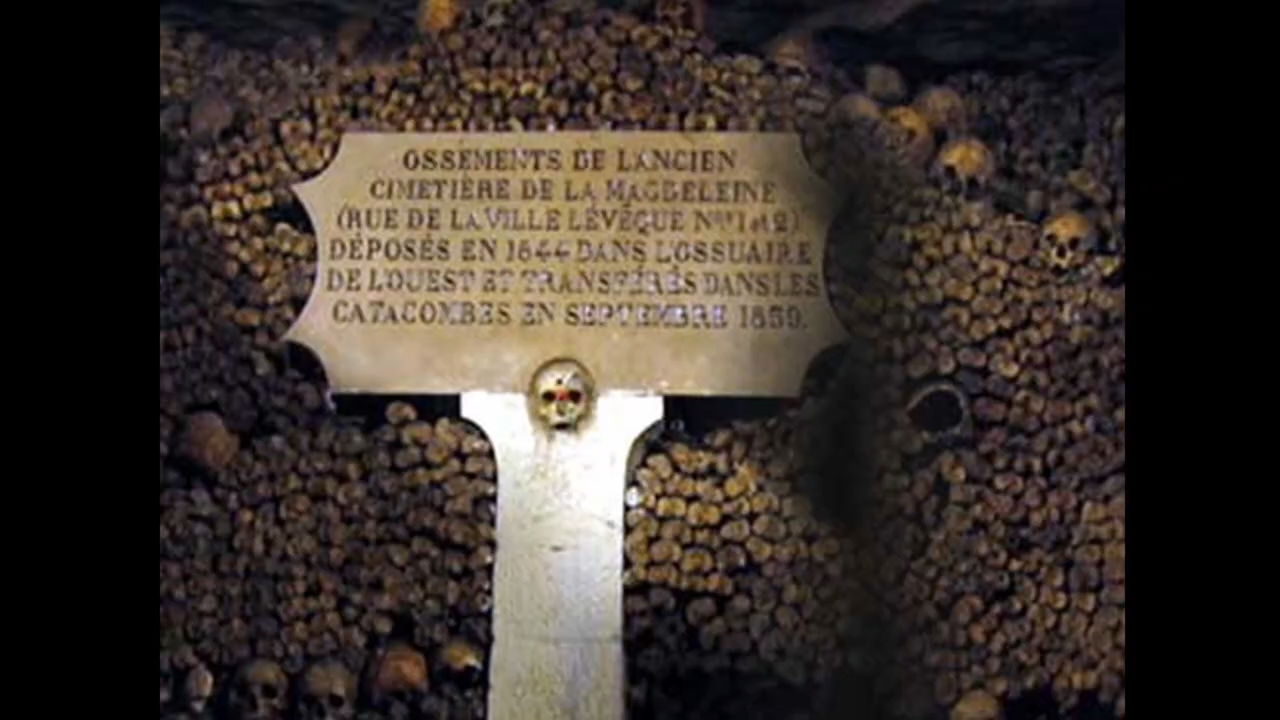 OSSEMENTS DE L'ANCIEN
CIMETIÈRE DE LA MAGDELEINE
(RUE DE LA VILLE L'ÉVÊQUE Nos 1 et 2)
DÉPOSÉS EN 1844 DANS L'OSSUAIRE
DE L'OUEST ET TRANSFÉRÉS DANS LES
CATACOMBES EN SEPTEMBRE 1859.